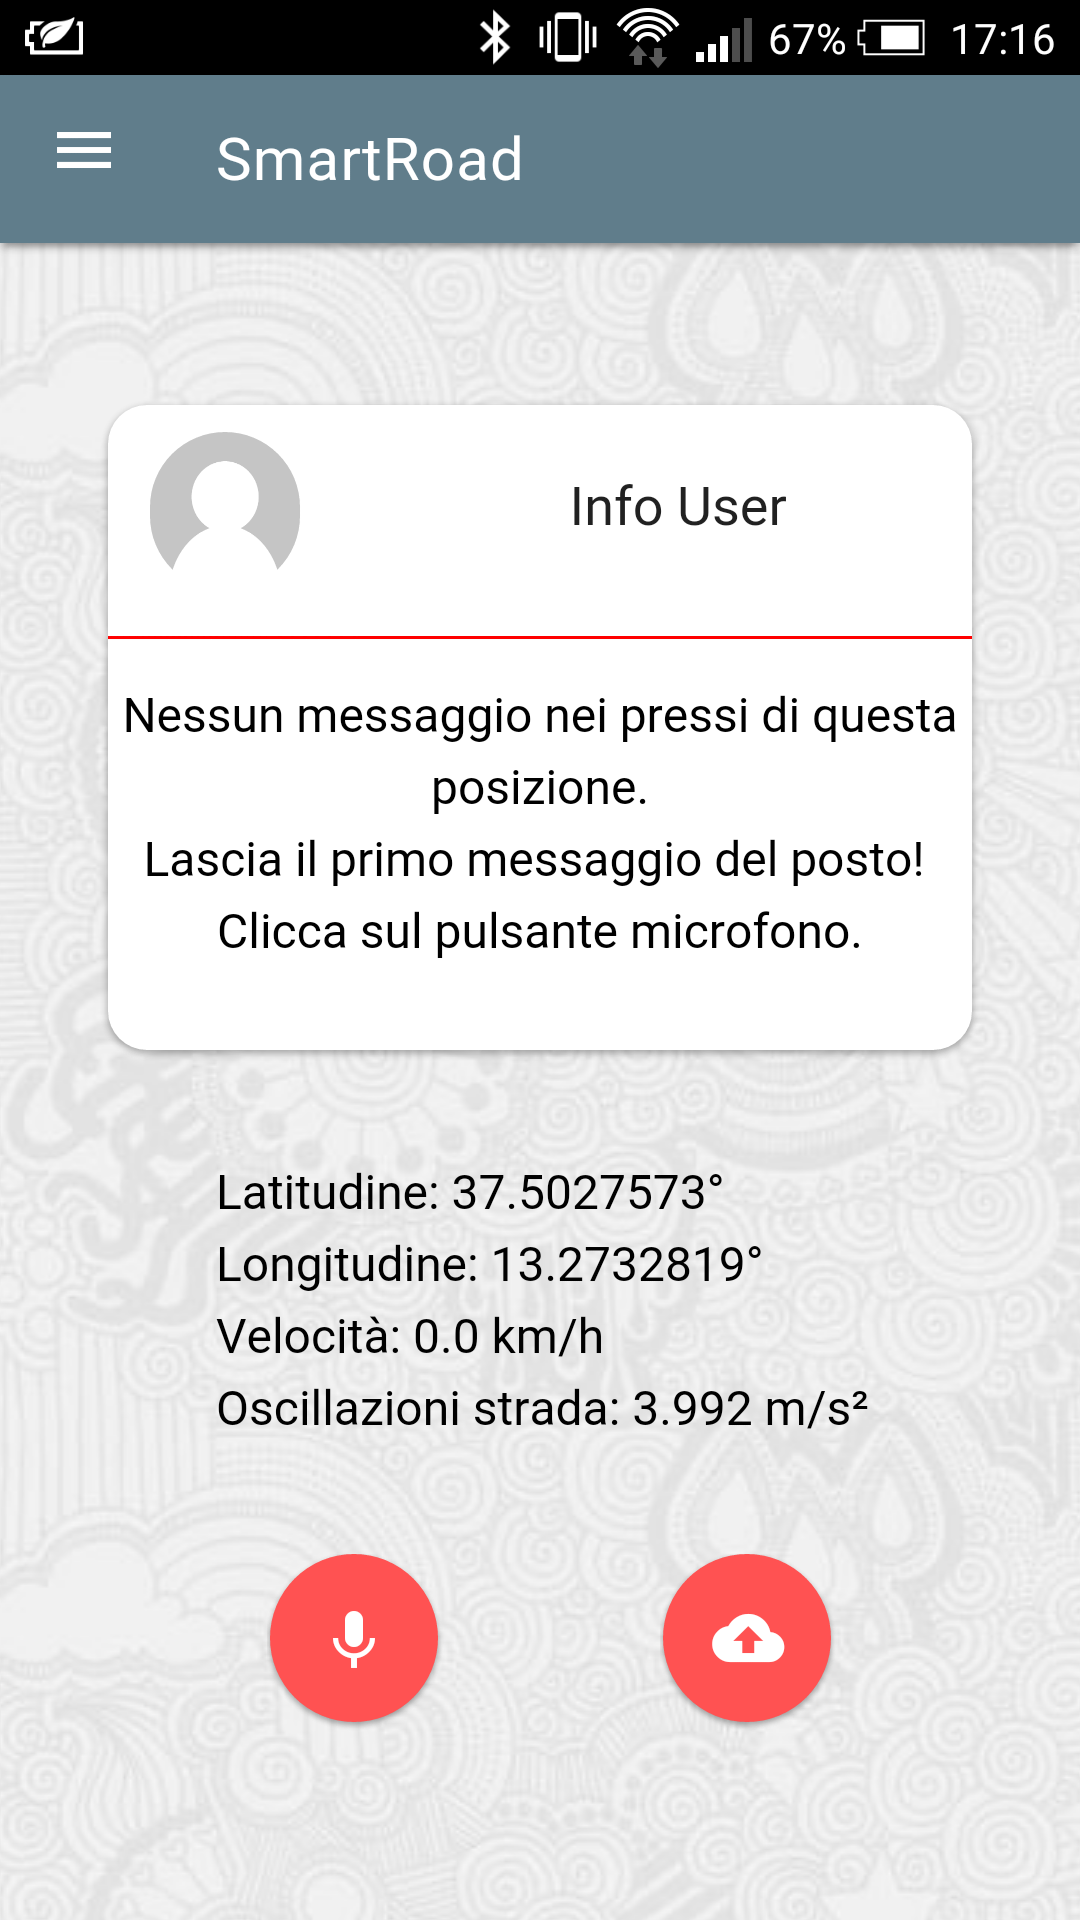 67% 17:16
SmartRoad
Info User
Nessun messaggio nei pressi di questa
posizione.
Lascia il primo messaggio del posto!
Clicca sul pulsante microfono.
Latitudine: 37.5027573°
Longitudine: 13.2732819°
Velocità: 0.0 km/h
Oscillazioni strada: 3.992 m/s²